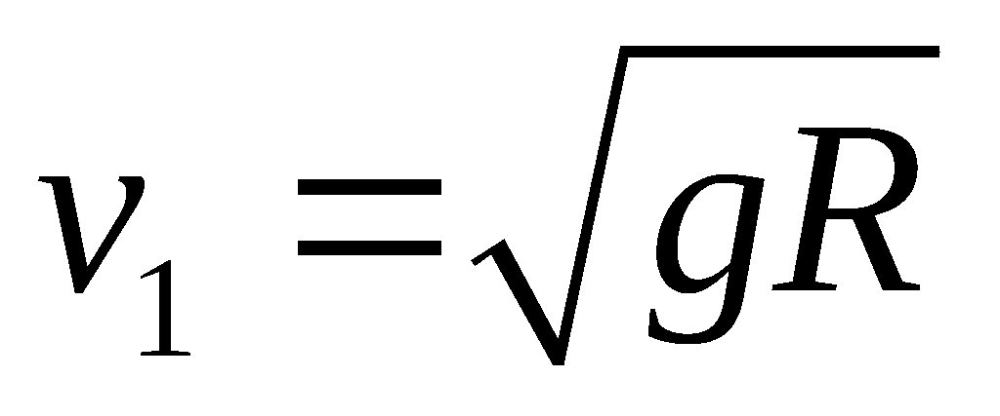 v₁ = √gR